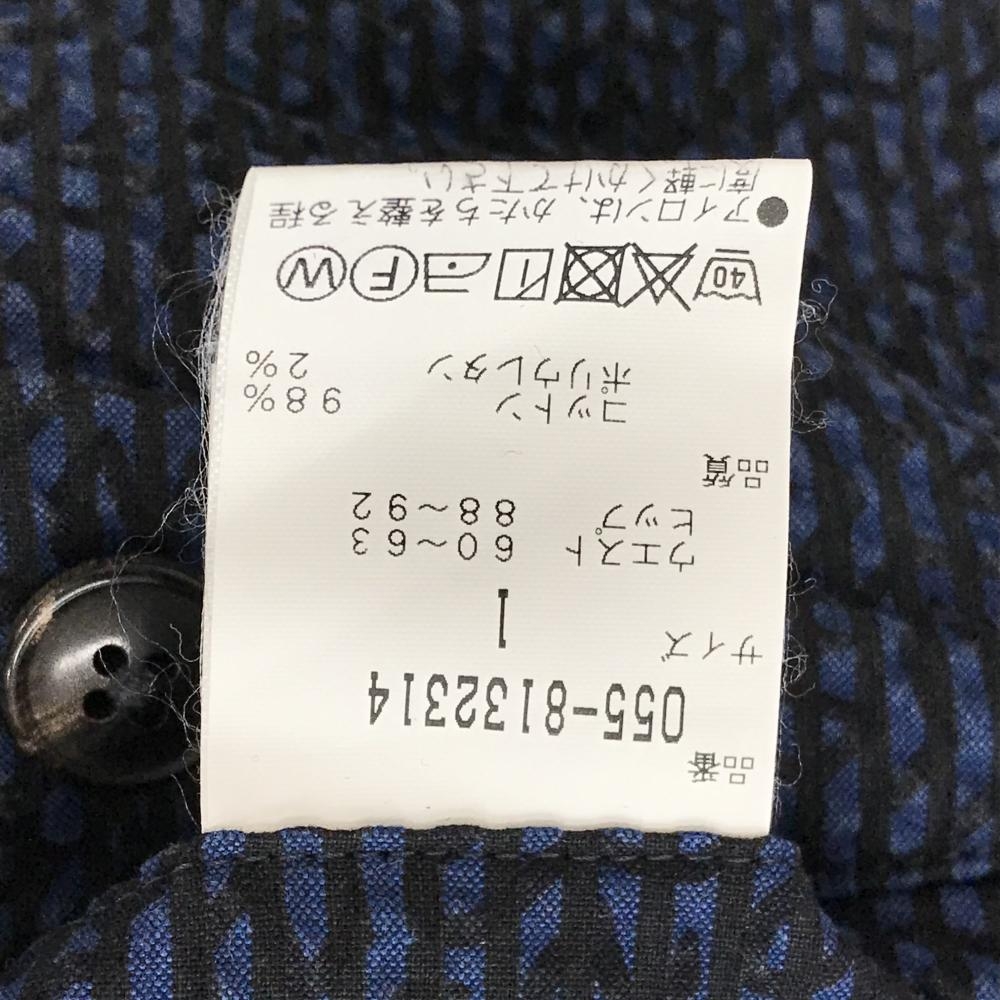 品番
055-8132314
サイズ
1
ウエスト 60~63
ヒップ 88~92
品質
コットン 98%
ポリウレタン 2%
40 F W
●アイロンは、かたちを整える程
度に軽くかけて下さい。